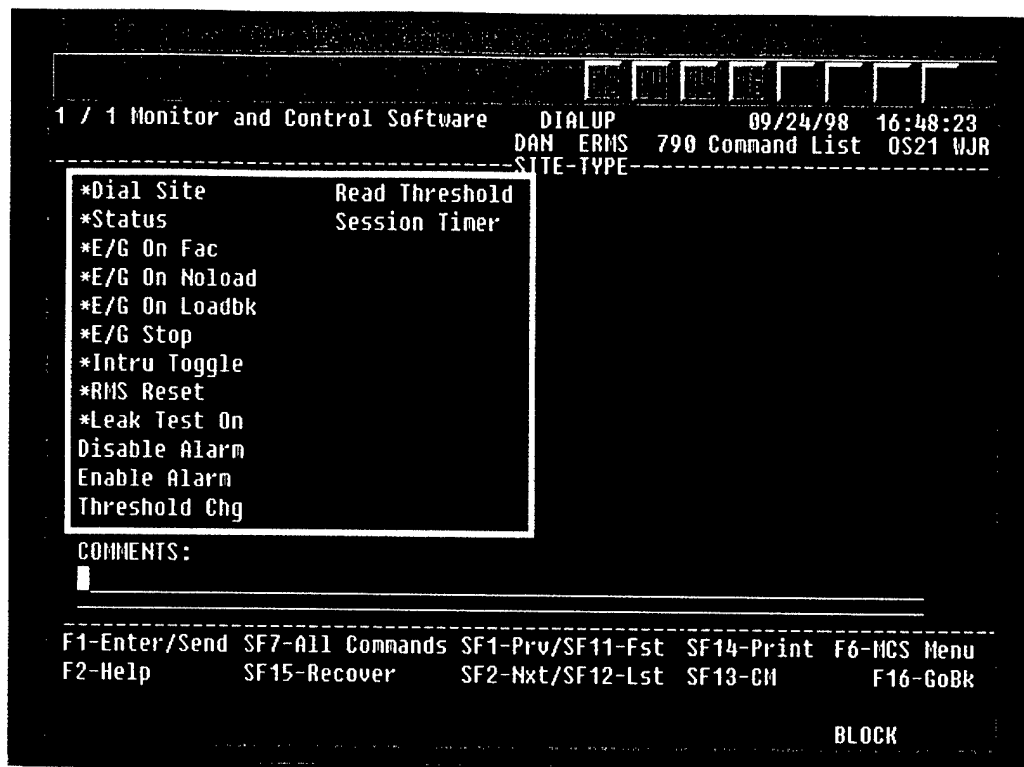 1 / 1 Monitor and Control Software DIALUP 09/24/98 16:48:23
DAN ERMS 790 Command List OS21 WJR
SITE-TYPE
*Dial Site Read Threshold
*Status Session Timer
*E/G On Fac
*E/G On Noload
*E/G On Loadbk
*E/G Stop
*Intru Toggle
*RMS Reset
*Leak Test On
Disable Alarm
Enable Alarm
Threshold Chg
COMMENTS:
F1-Enter/Send SF7-All Commands SF1-Prv/SF11-Fst SF14-Print F6-MCS Menu
F2-Help SF15-Recover SF2-Nxt/SF12-Lst SF13-CM F16-GoBk
BLOCK